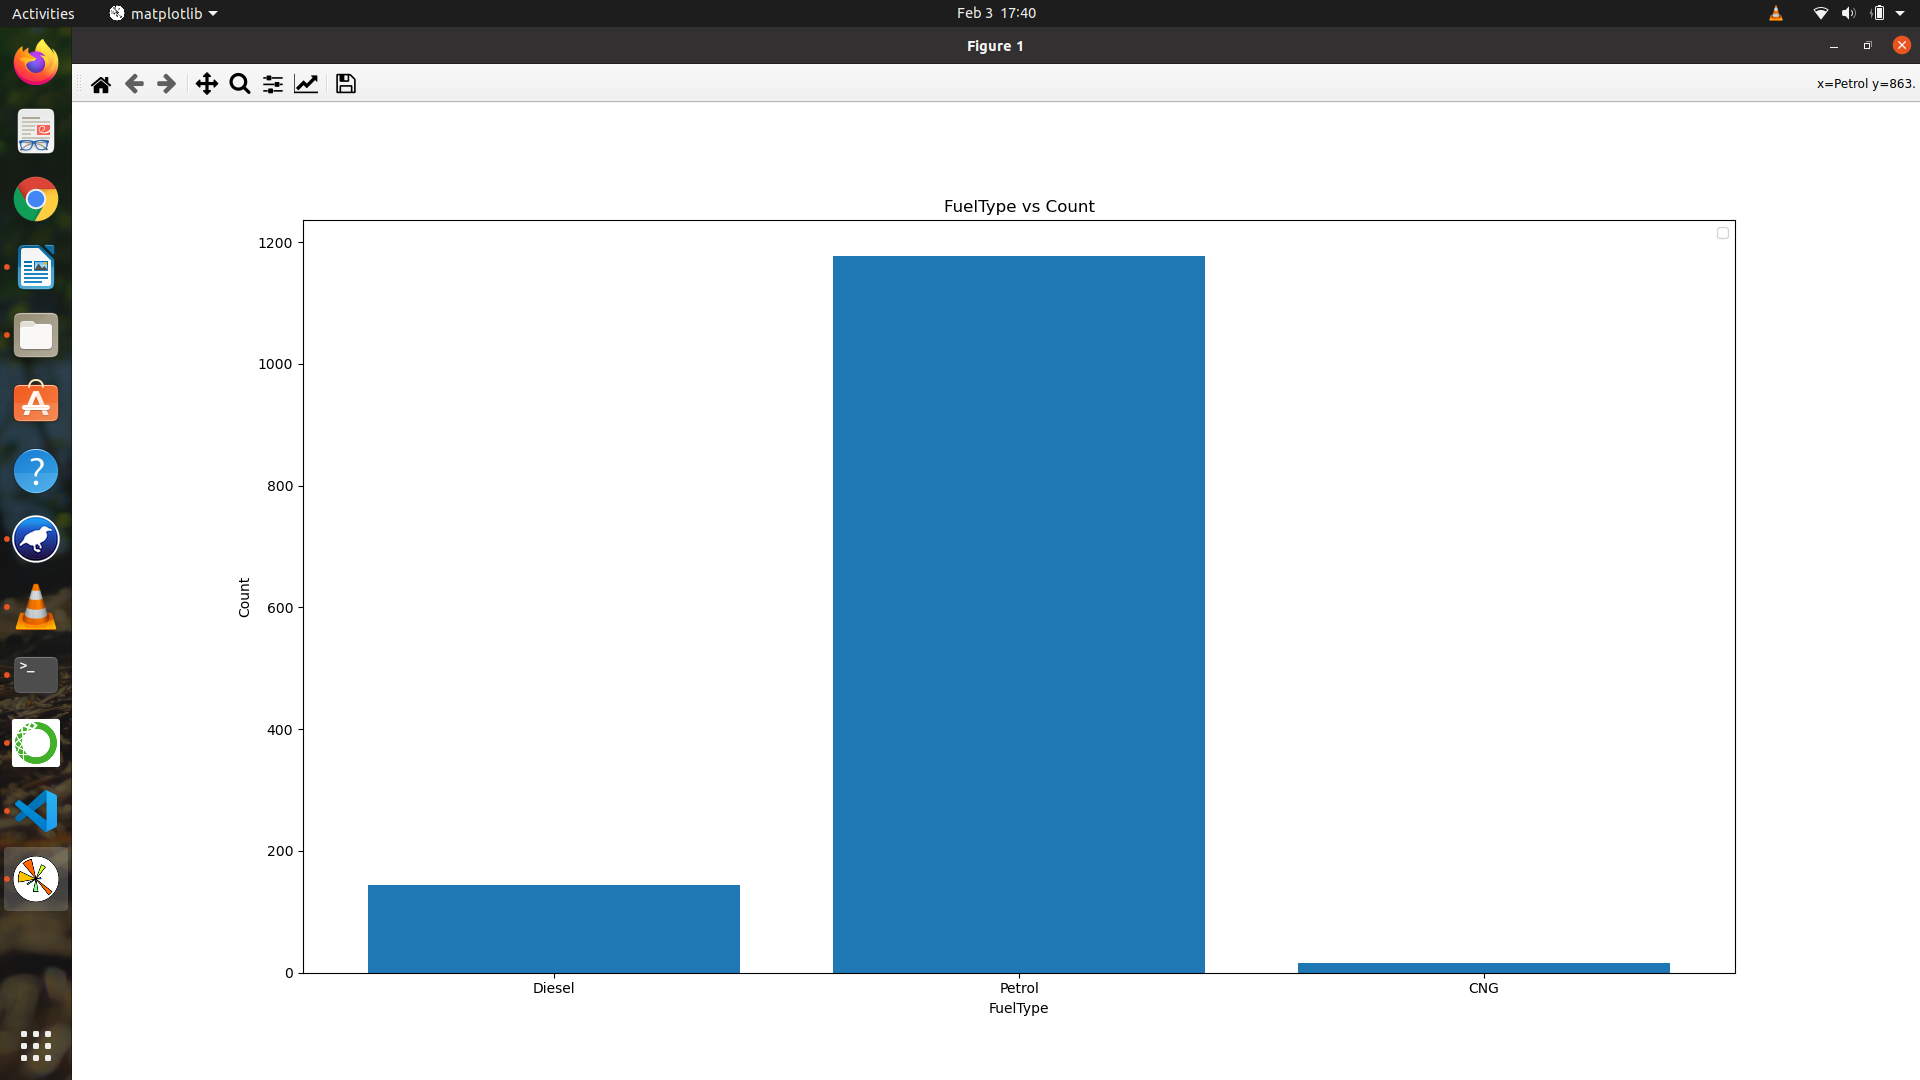 Activities
matplotlib
Feb 3 17:40
Figure 1
x=Petrol y=863.
FuelType vs Count
1200
1000
800
600
400
200
0
Count
Diesel
Petrol
CNG
FuelType
>_
?